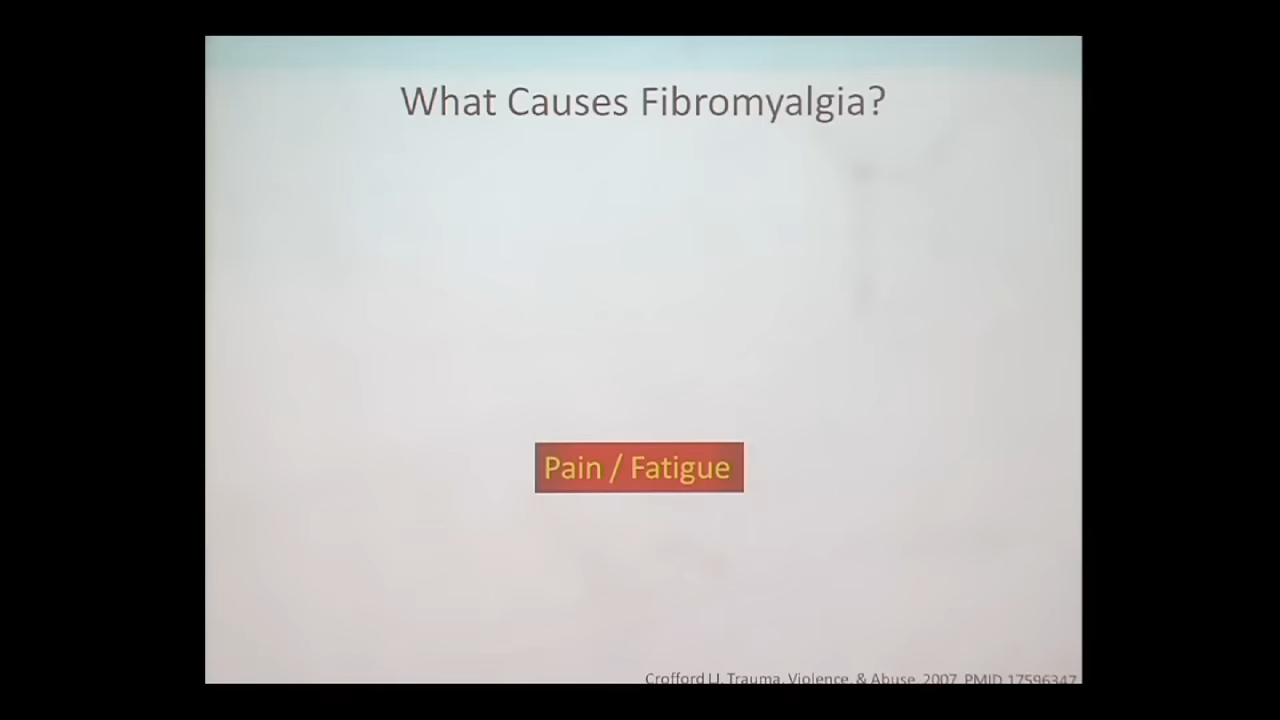 What Causes Fibromyalgia?
Pain / Fatigue
Crofford LJ. Trauma, Violence, & Abuse, 2007. PMID 17596347